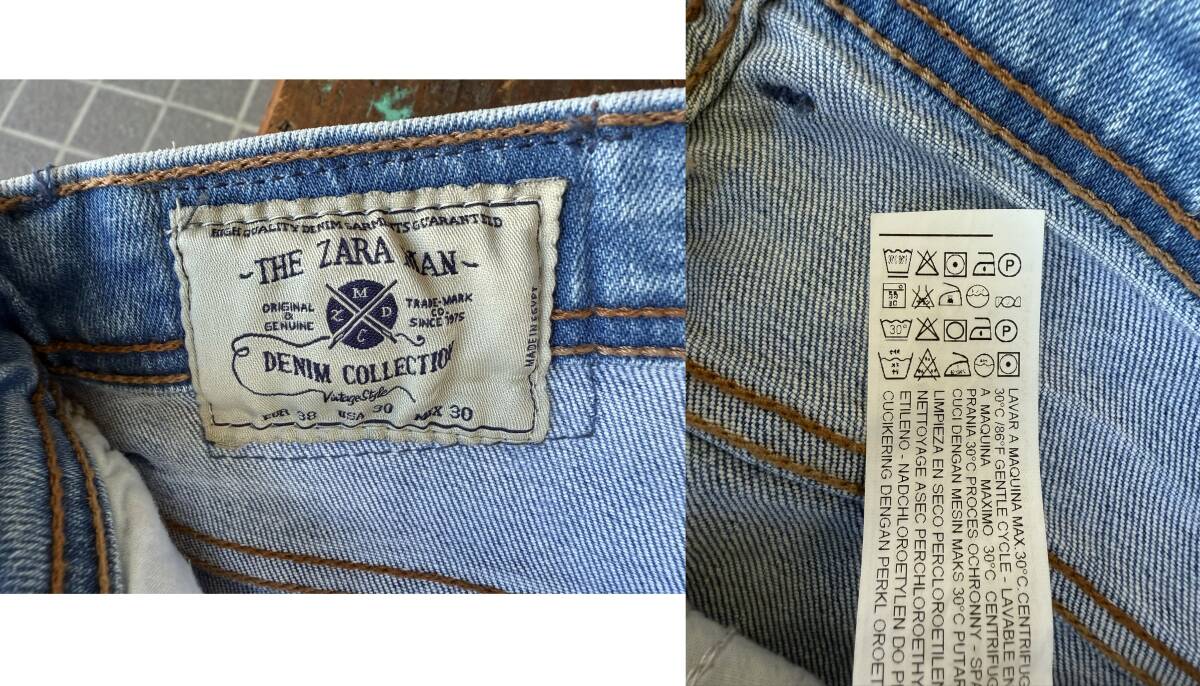 HIGH QUALITY DENIM GARMENTS GUARANTEED
-THE ZARA MAN-
ORIGINAL & GENUINE
M
Z D
C
TRADE-MARK CO. SINCE 1975
DENIM COLLECTION
Vintage Style
EUR 38 USA 30 MEX 30
MADE IN EGYPT
P
30°
P
LAVAR A MAQUINA MAX.30°C.CENTRIFUG
30°C /86°F GENTLE CYCLE - LAVABLE EN
A MAQUINA MAXIMO 30°C CENTRIFUG
PRANIA 30°C PROCES OCHRONNY - SPA
CUCI DENGAN MESIN MAKS 30°C PUTAR
LIMPIEZA EN SECO PERCLOROETILEN
NETTOYAGE ASEC PERCHLOROETHY
ETILENO - NADCHLOROETYLEN DO P
CUCIKERING DENGAN PERKL OROET